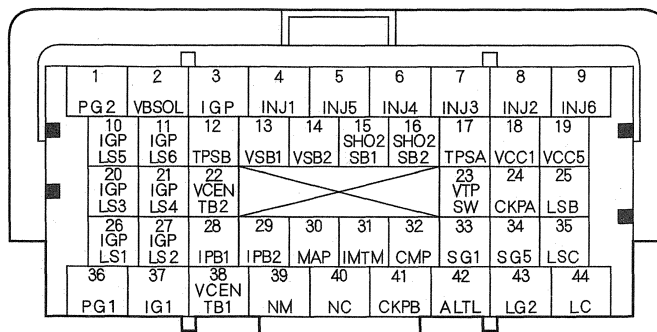 1 2 3 4 5 6 7 8 9
PG2 VBSOL IGP INJ1 INJ5 INJ4 INJ3 INJ2 INJ6
10 11 12 13 14 15 16 17 18 19
IGP IGP SHO2 SHO2
LS5 LS6 TPSB VSB1 VSB2 SB1 SB2 TPSA VCC1 VCC5
20 21 22 23 24 25
IGP IGP VCEN VTP
LS3 LS4 TB2 SW CKPA LSB
26 27 28 29 30 31 32 33 34 35
IGP IGP
LS1 LS2 IPB1 IPB2 MAP IMTM CMP SG1 SG5 LSC
36 37 38 39 40 41 42 43 44
VCEN
PG1 IG1 TB1 NM NC CKPB ALTL LG2 LC